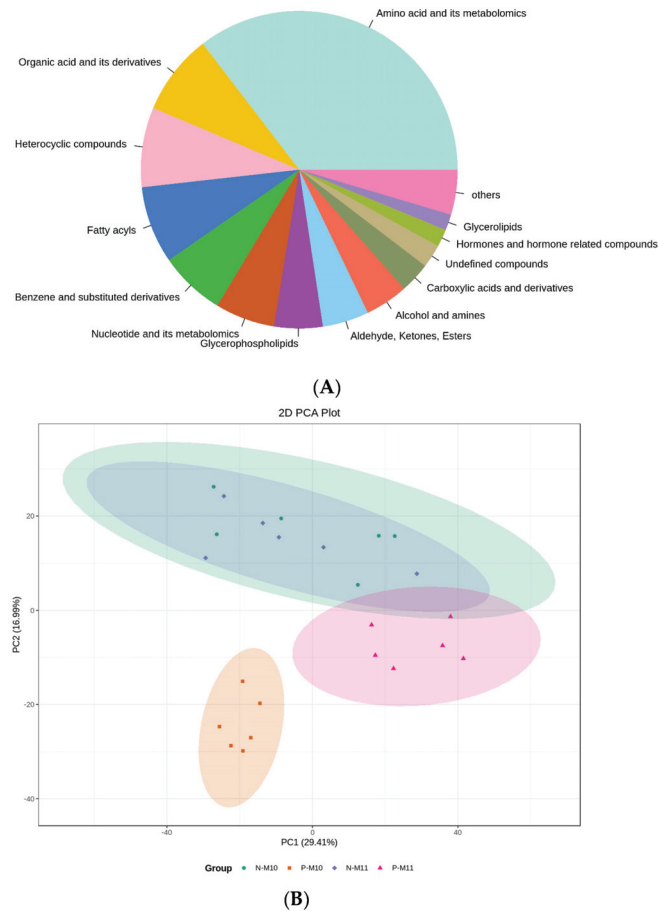 Amino acid and its metabolomics
Organic acid and its derivatives
Heterocyclic compounds
Fatty acyls
Benzene and substituted derivatives
Nucleotide and its metabolomics
Glycerophospholipids
Aldehyde, Ketones, Esters
Alcohol and amines
Carboxylic acids and derivatives
Undefined compounds
Hormones and hormone related compounds
Glycerolipids
others
(A)
2D PCA Plot
PC2 (16.99%)
20
0
-20
-40
-40 0 40
PC1 (29.41%)
Group N-M10 P-M10 N-M11 P-M11
(B)